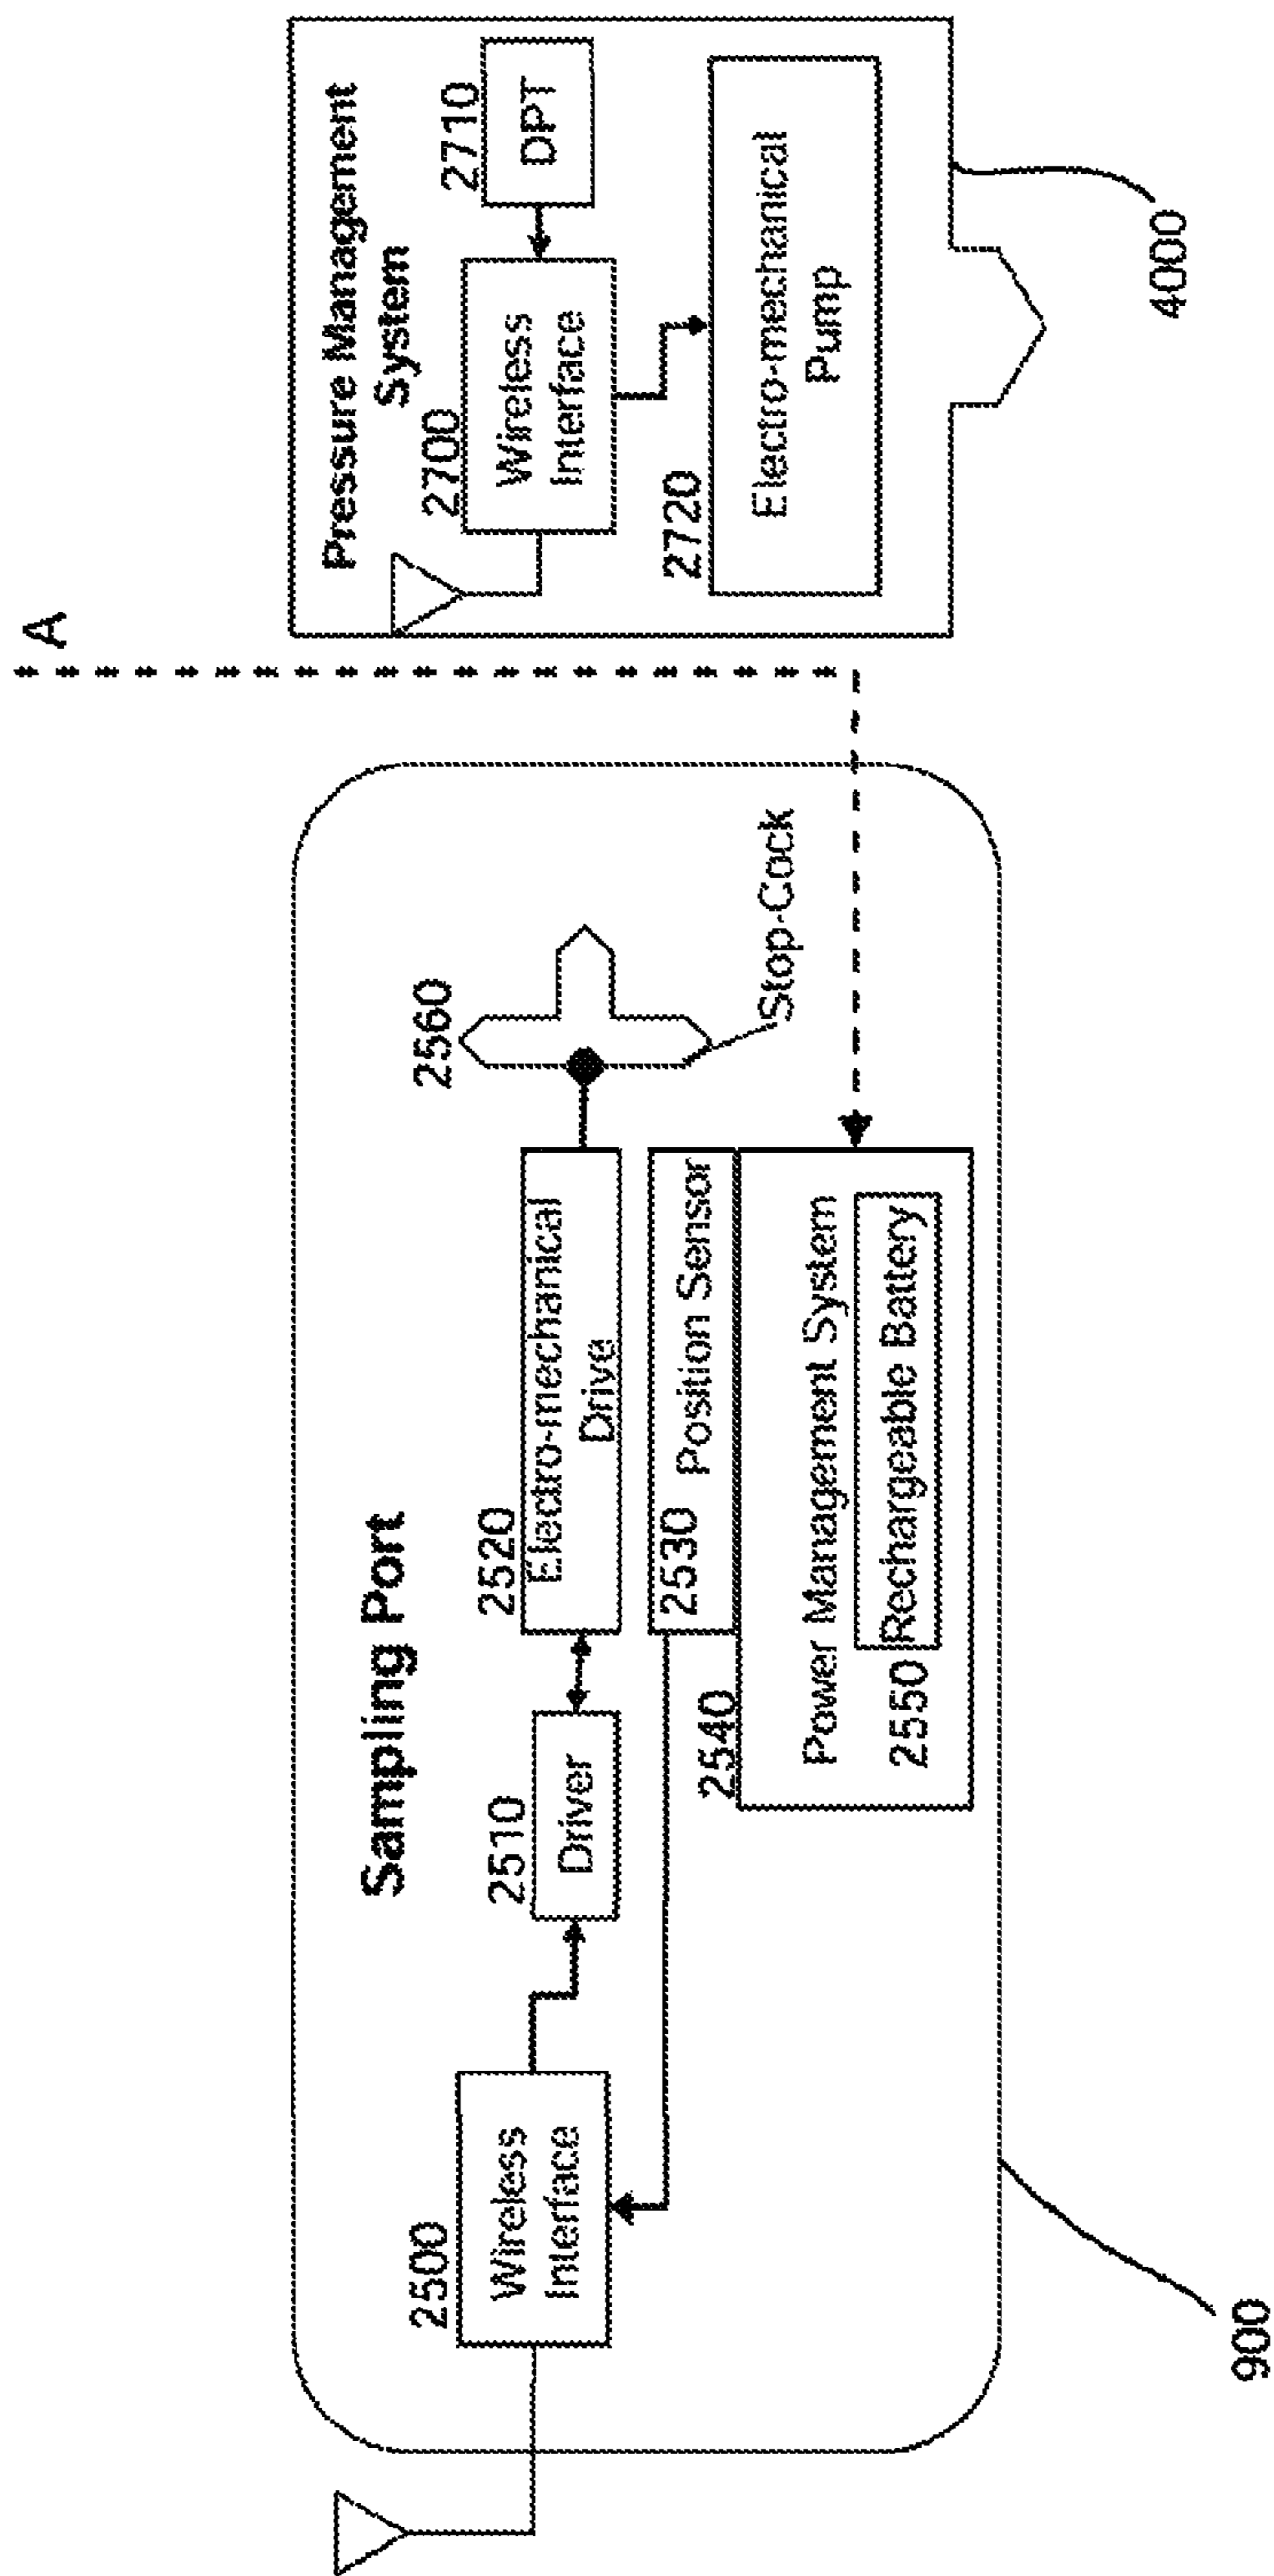 A
Sampling Port
2500
Wireless
Interface
2510
Driver
2520
Electro-mechanical
Drive
2560
Stop-Cock
2530 Position Sensor
2540
Power Management System
2550 Rechargeable Battery
900
Pressure Management
System
2700
Wireless
Interface
2710
DPT
2720
Electro-mechanical
Pump
4000